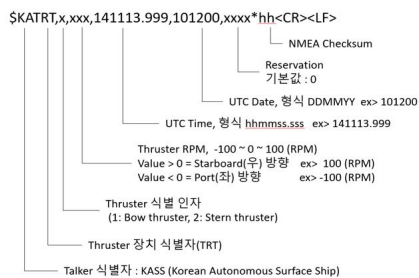 $KATRT,x,xxx,141113.999,101200,xxxx*hh<CR><LF>
NMEA Checksum
Reservation
기본값 : 0
UTC Date, 형식 DDMMYY ex> 101200
UTC Time, 형식 hhmmss.sss ex> 141113.999
Thruster RPM, -100 ~ 0 ~ 100 (RPM)
Value > 0 = Starboard(우) 방향 ex> 100 (RPM)
Value < 0 = Port(좌) 방향 ex> -100 (RPM)
Thruster 식별 인자
(1: Bow thruster, 2: Stern thruster)
Thruster 장치 식별자(TRT)
Talker 식별자 : KASS (Korean Autonomous Surface Ship)